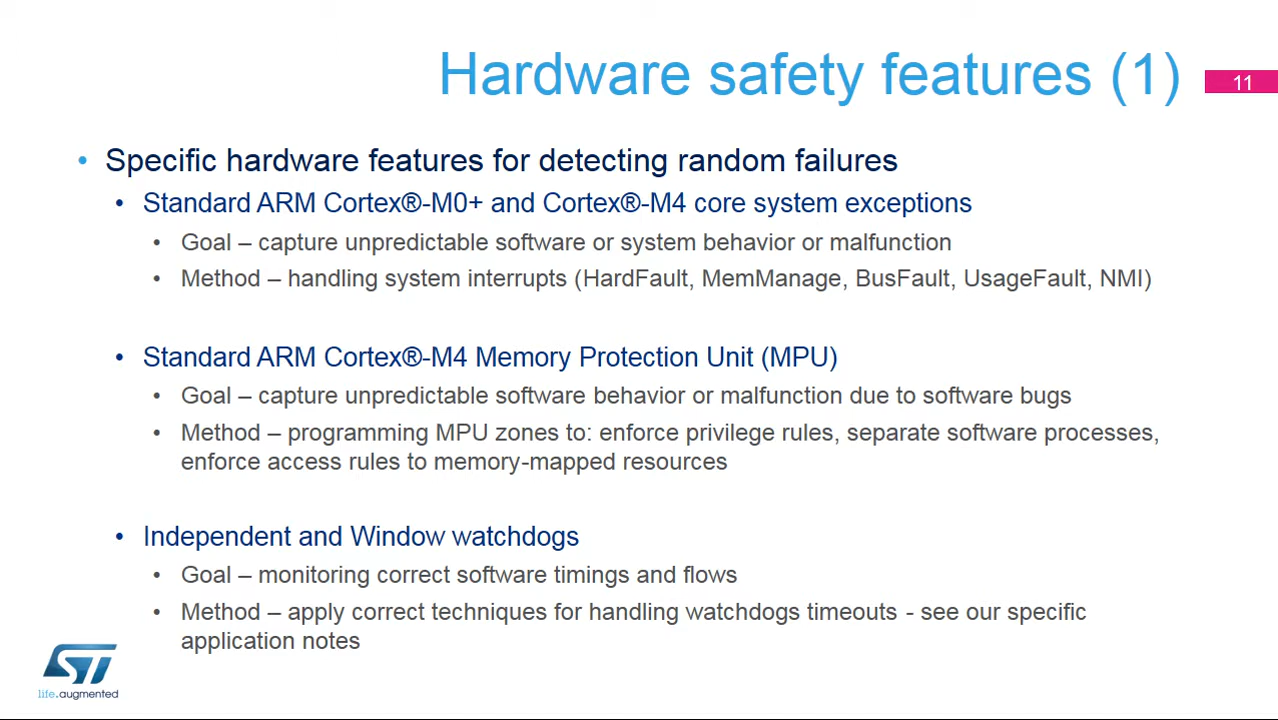 Hardware safety features (1)
11
• Specific hardware features for detecting random failures
• Standard ARM Cortex®-M0+ and Cortex®-M4 core system exceptions
• Goal – capture unpredictable software or system behavior or malfunction
• Method – handling system interrupts (HardFault, MemManage, BusFault, UsageFault, NMI)
• Standard ARM Cortex®-M4 Memory Protection Unit (MPU)
• Goal – capture unpredictable software behavior or malfunction due to software bugs
• Method – programming MPU zones to: enforce privilege rules, separate software processes,
enforce access rules to memory-mapped resources
• Independent and Window watchdogs
• Goal – monitoring correct software timings and flows
• Method – apply correct techniques for handling watchdogs timeouts - see our specific
application notes
ST
life.augmented